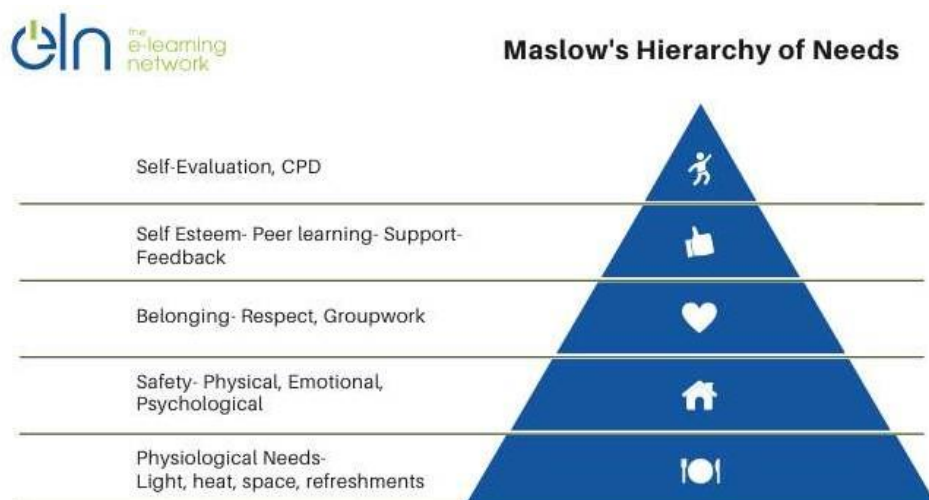 eln the
e-learning
network
Maslow's Hierarchy of Needs
Self-Evaluation, CPD
Self Esteem- Peer learning- Support-
Feedback
Belonging- Respect, Groupwork
Safety- Physical, Emotional,
Psychological
Physiological Needs-
Light, heat, space, refreshments